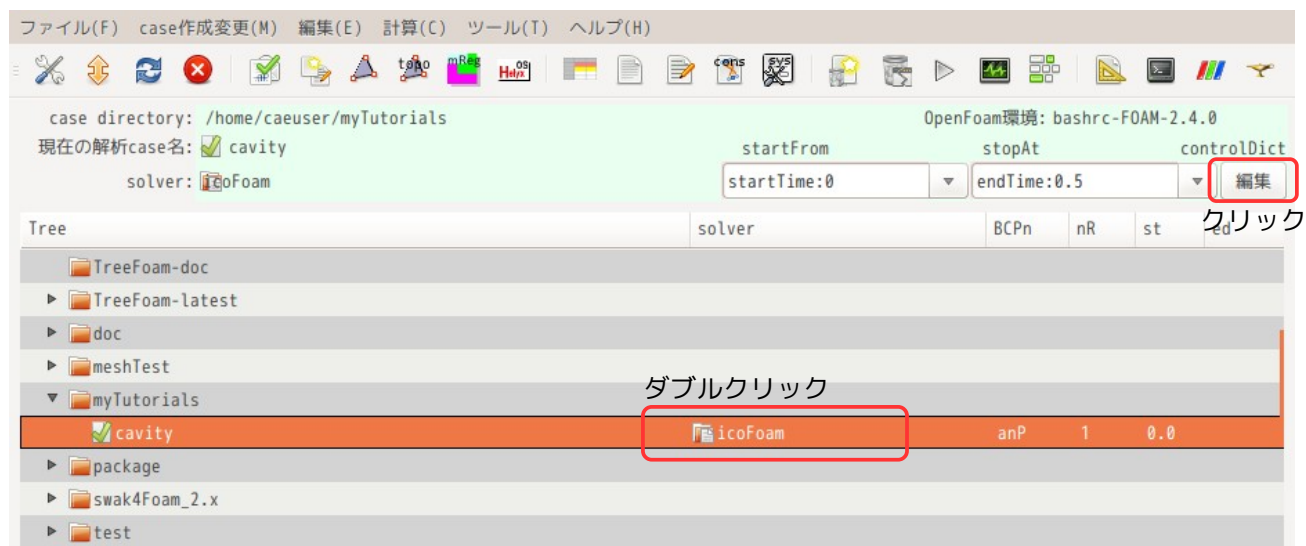 ファイル(F) case作成変更(M) 編集(E) 計算(C) ツール(T) ヘルプ(H)
topo mReg Helyx OS cons sys
case directory: /home/caeuser/myTutorials OpenFoam環境: bashrc-FOAM-2.4.0
現在の解析case名: cavity startFrom stopAt controlDict
solver: icoFoam startTime:0 endTime:0.5 編集
クリック
Tree solver BCPn nR st ed
TreeFoam-doc
TreeFoam-latest
doc
meshTest
ダブルクリック
myTutorials
cavity icoFoam anP 1 0.0
package
swak4Foam_2.x
test